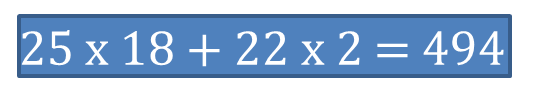 25 x 18 + 22 x 2 = 494